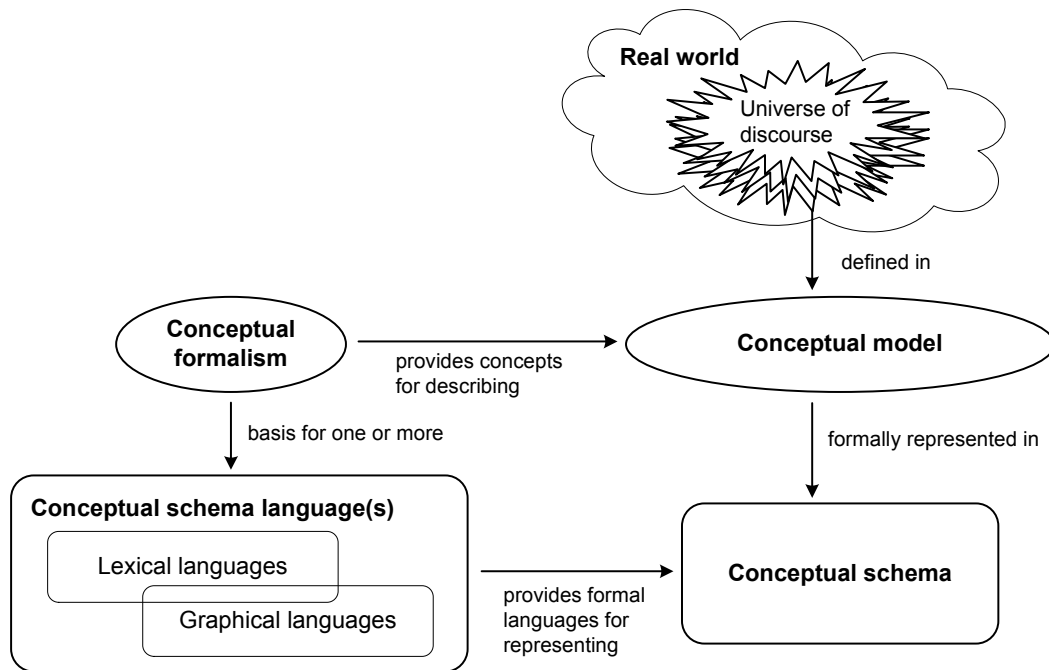 Real world
Universe of
discourse
defined in
Conceptual
formalism
provides concepts
for describing
Conceptual model
basis for one or more
formally represented in
Conceptual schema language(s)
Lexical languages
Graphical languages
provides formal
languages for
representing
Conceptual schema